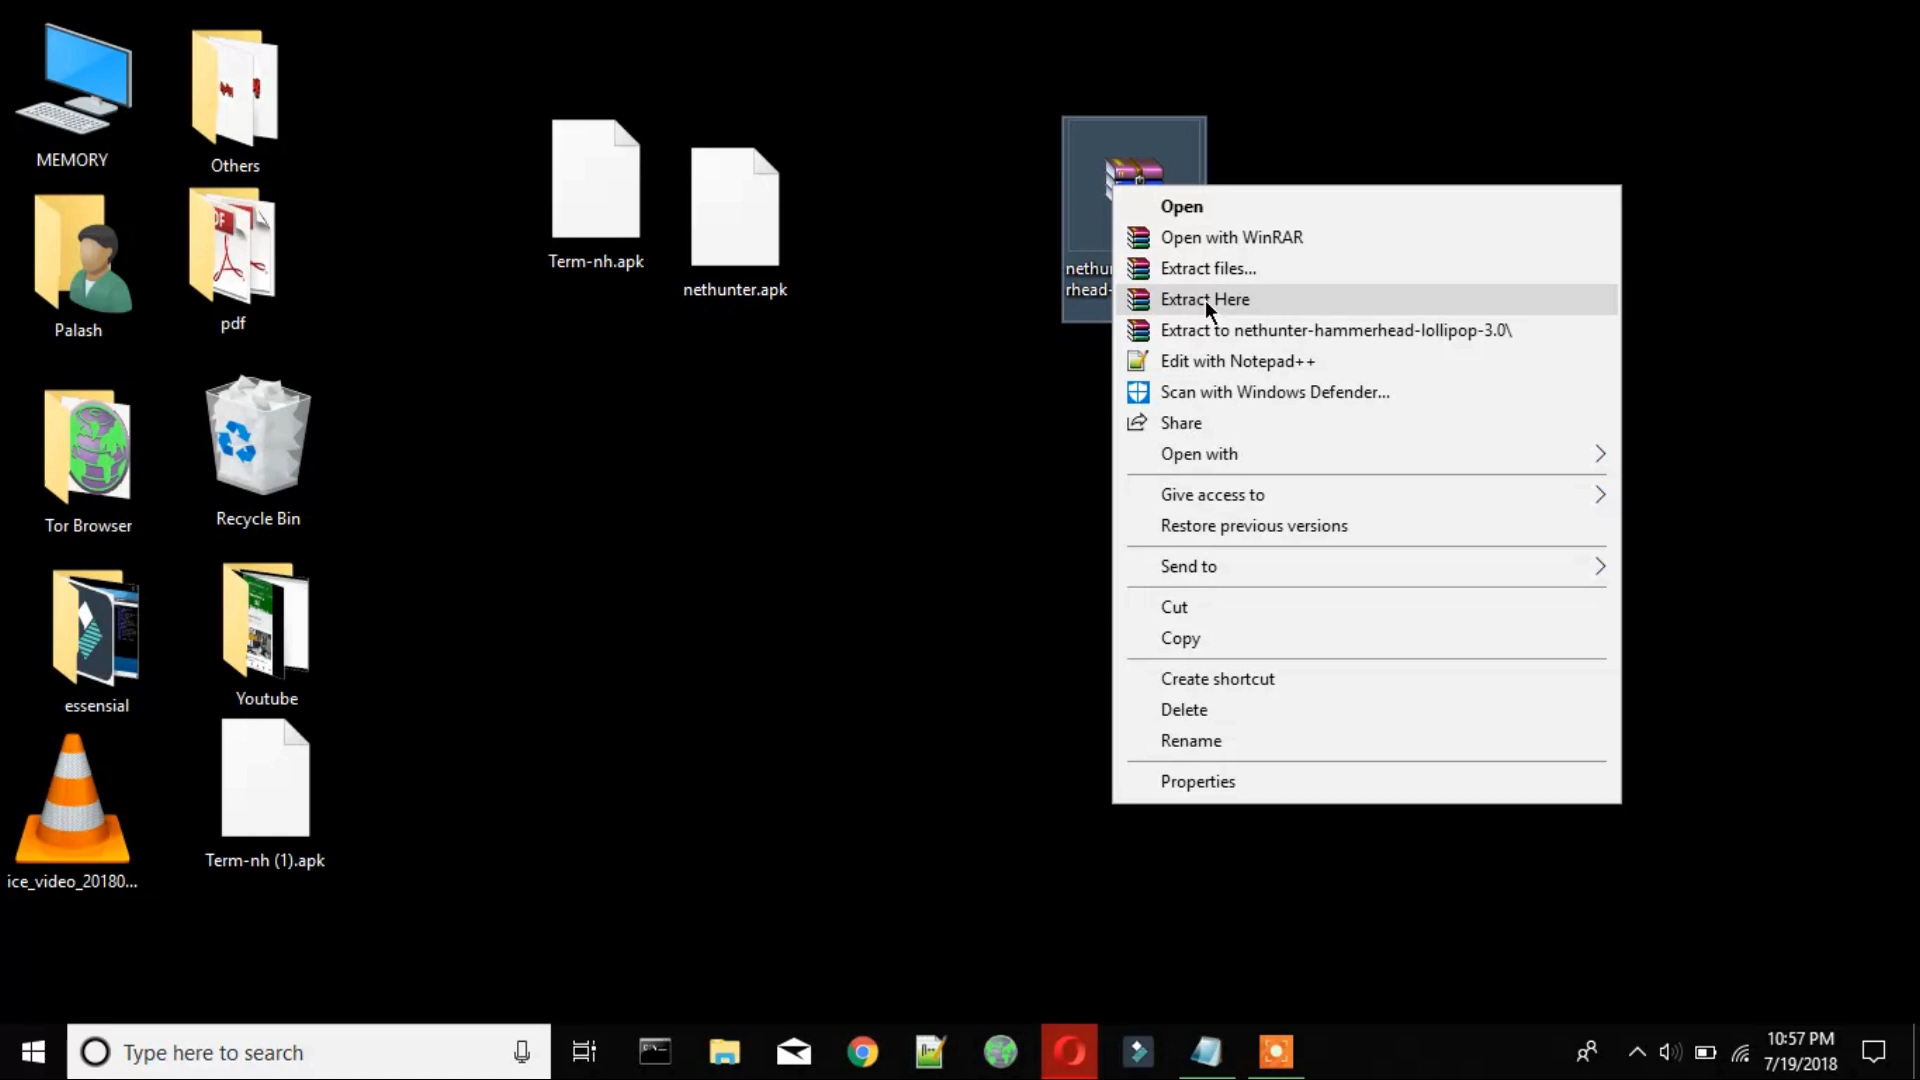 MEMORY
Others
Palash
pdf
Tor Browser
Recycle Bin
essensial
Youtube
ice_video_20180...
Term-nh (1).apk
Term-nh.apk
nethunter.apk
nethu
rhead-
Open
Open with WinRAR
Extract files...
Extract Here
Extract to nethunter-hammerhead-lollipop-3.0\
Edit with Notepad++
Scan with Windows Defender...
Share
Open with
Give access to
Restore previous versions
Send to
Cut
Copy
Create shortcut
Delete
Rename
Properties
Type here to search
10:57 PM
7/19/2018